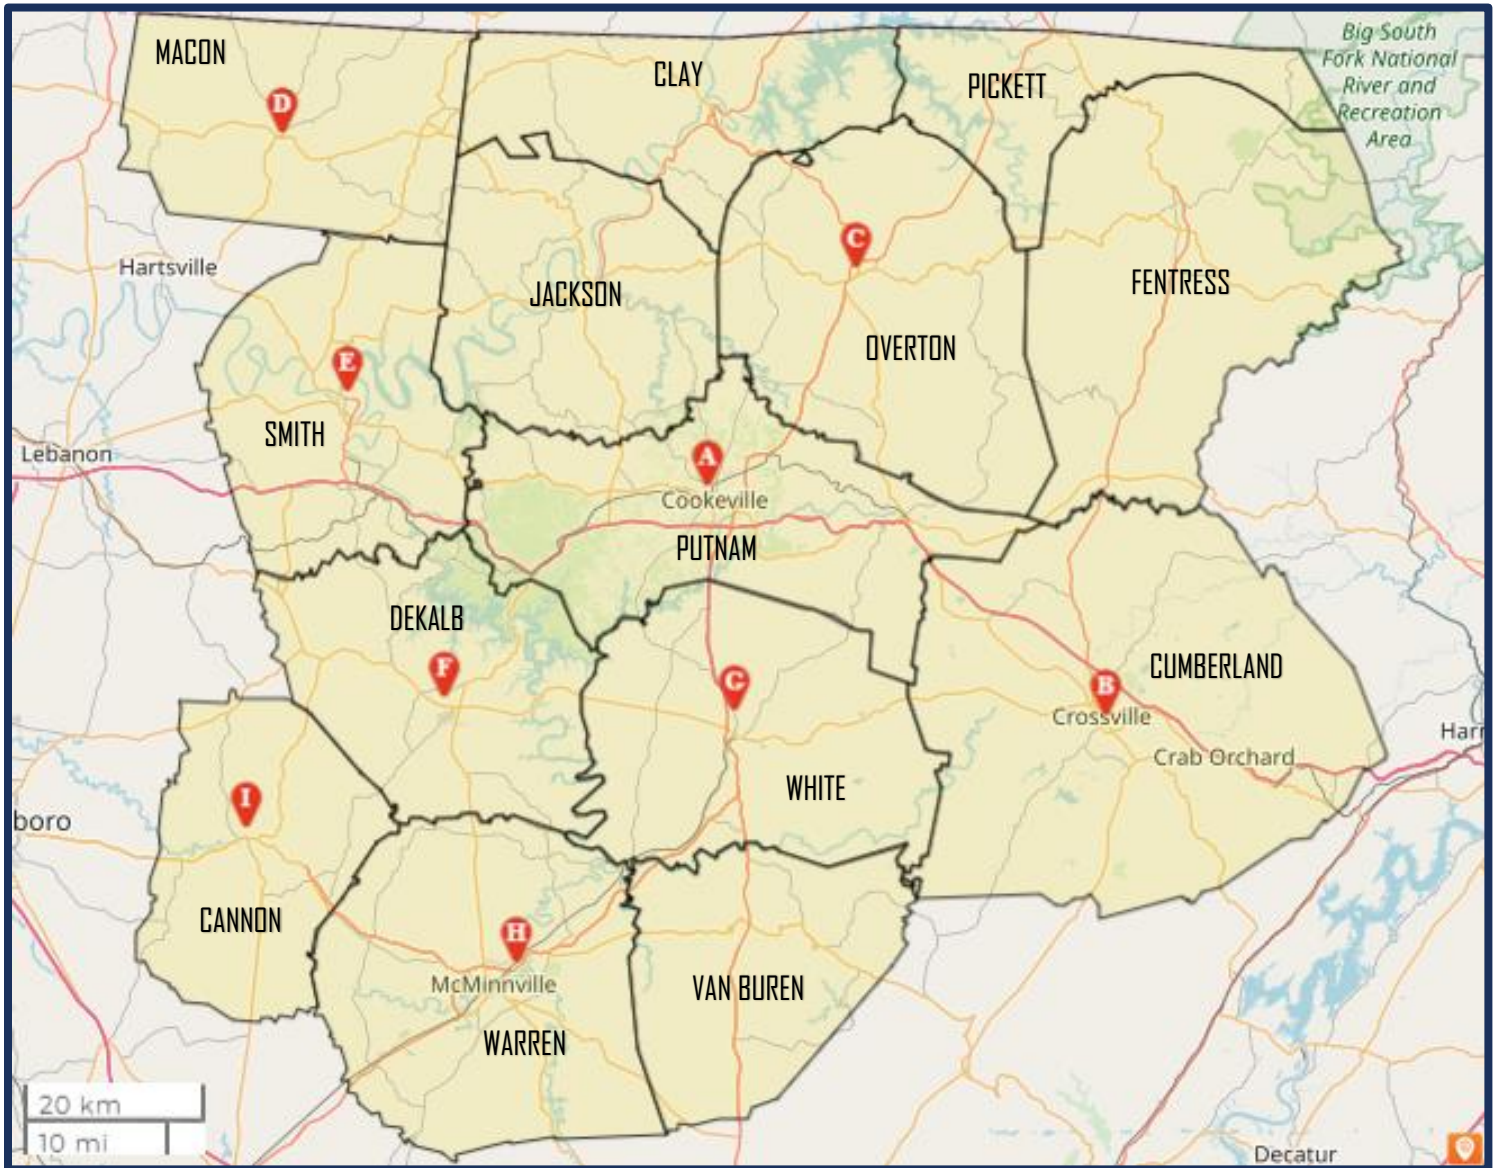 MACON
CLAY
PICKETT
Big South
Fork National
River and
Recreation
Area
D
Hartsville
C
JACKSON
FENTRESS
OVERTON
E
SMITH
Lebanon
A
Cookeville
PUTNAM
DEKALB
F
G
CUMBERLAND
B
Crossville
Harr
Crab Orchard
WHITE
I
boro
CANNON
H
McMinnville
VAN BUREN
WARREN
20 km
10 mi
Decatur